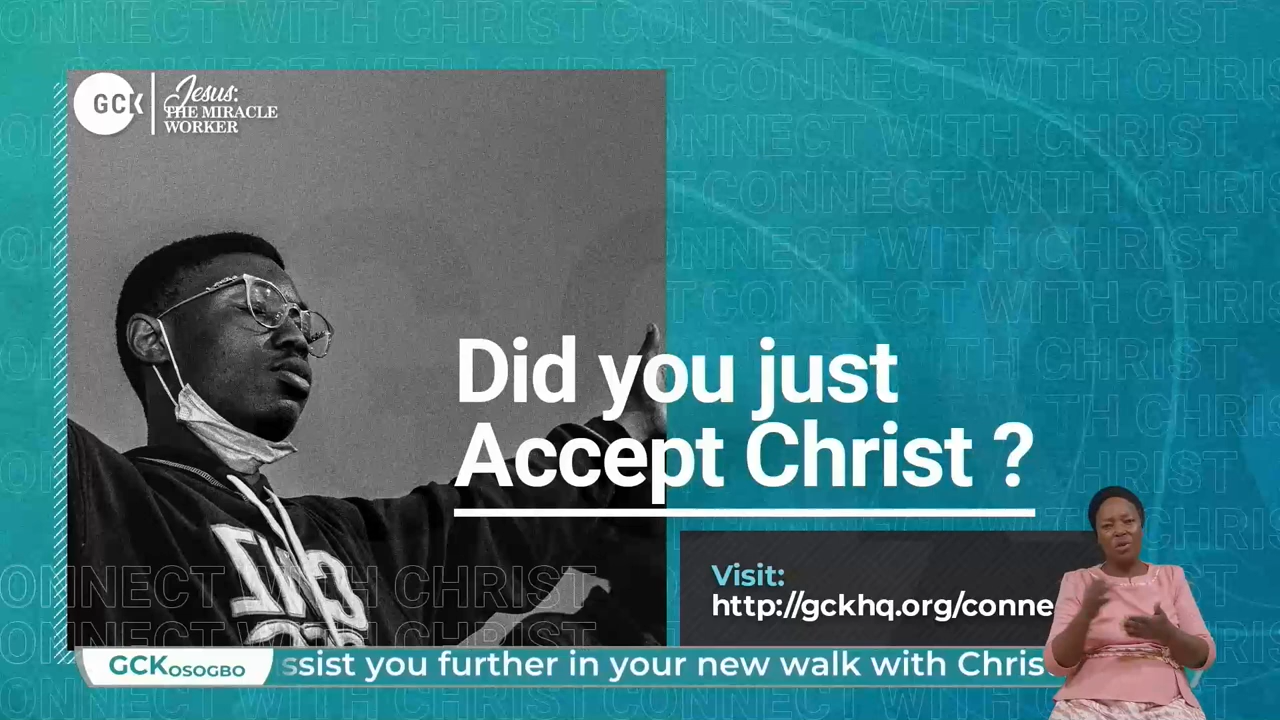 CONNECT WITH CHRIST
GCK
Jesus:
THE MIRACLE
WORKER
Did you just
Accept Christ ?
Visit:
http://gckhq.org/conne
GCK OSOGBO
ssist you further in your new walk with Chris